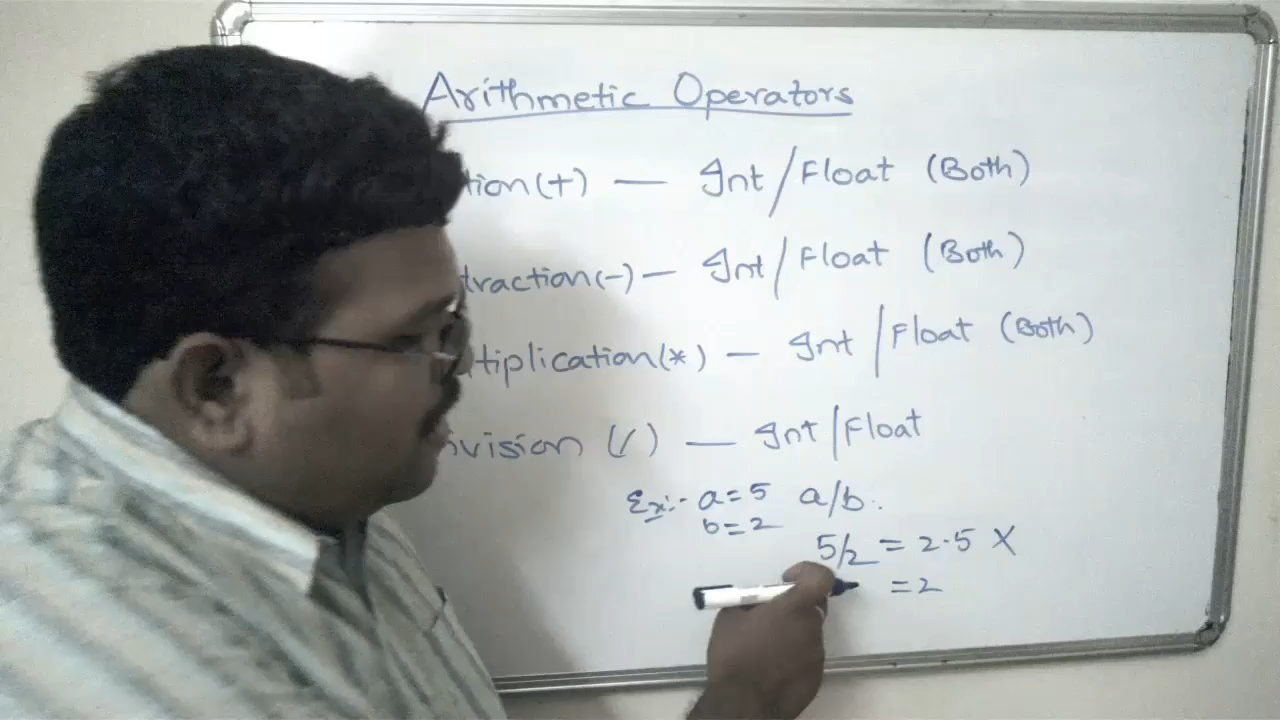 Arithmetic Operators
tion(+) — Int/Float (Both)
traction(-) — Int/Float (Both)
tiplication(*) — Int/Float (Both)
ivision (/) — Int/Float
Ex:- a=5 a/b.
b=2
5/2 = 2.5 X
=2